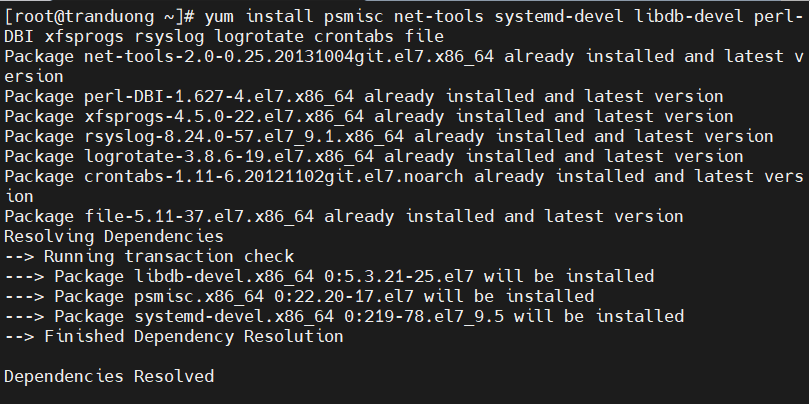 [root@tranduong ~]# yum install psmisc net-tools systemd-devel libdb-devel perl-
DBI xfsprogs rsyslog logrotate crontabs file
Package net-tools-2.0-0.25.20131004git.el7.x86_64 already installed and latest v
ersion
Package perl-DBI-1.627-4.el7.x86_64 already installed and latest version
Package xfsprogs-4.5.0-22.el7.x86_64 already installed and latest version
Package rsyslog-8.24.0-57.el7_9.1.x86_64 already installed and latest version
Package logrotate-3.8.6-19.el7.x86_64 already installed and latest version
Package crontabs-1.11-6.20121102git.el7.noarch already installed and latest vers
ion
Package file-5.11-37.el7.x86_64 already installed and latest version
Resolving Dependencies
--> Running transaction check
---> Package libdb-devel.x86_64 0:5.3.21-25.el7 will be installed
---> Package psmisc.x86_64 0:22.20-17.el7 will be installed
---> Package systemd-devel.x86_64 0:219-78.el7_9.5 will be installed
--> Finished Dependency Resolution

Dependencies Resolved